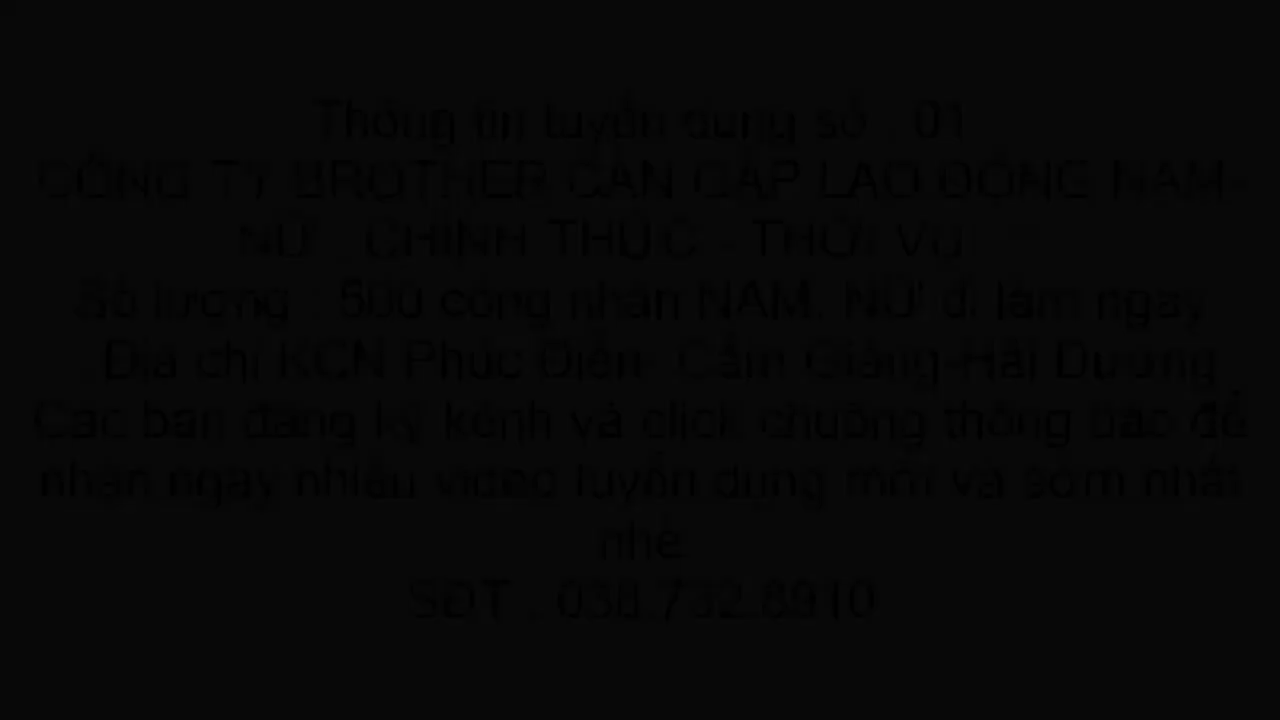 Thông tin tuyển dụng số : 01
CÔNG TY BROTHER CẦN GẤP LAO ĐỘNG NAM-
NỮ , CHÍNH THỨC - THỜI VỤ!
Số lượng : 500 công nhân NAM, NỮ đi làm ngay
Địa chỉ KCN Phúc Điền- Cẩm Giàng-Hải Dương
Các bạn đăng ký kênh và click chuông thông báo để
nhận ngay nhiều video tuyển dụng mới và sớm nhất
nhé
SĐT : 038.732.8910